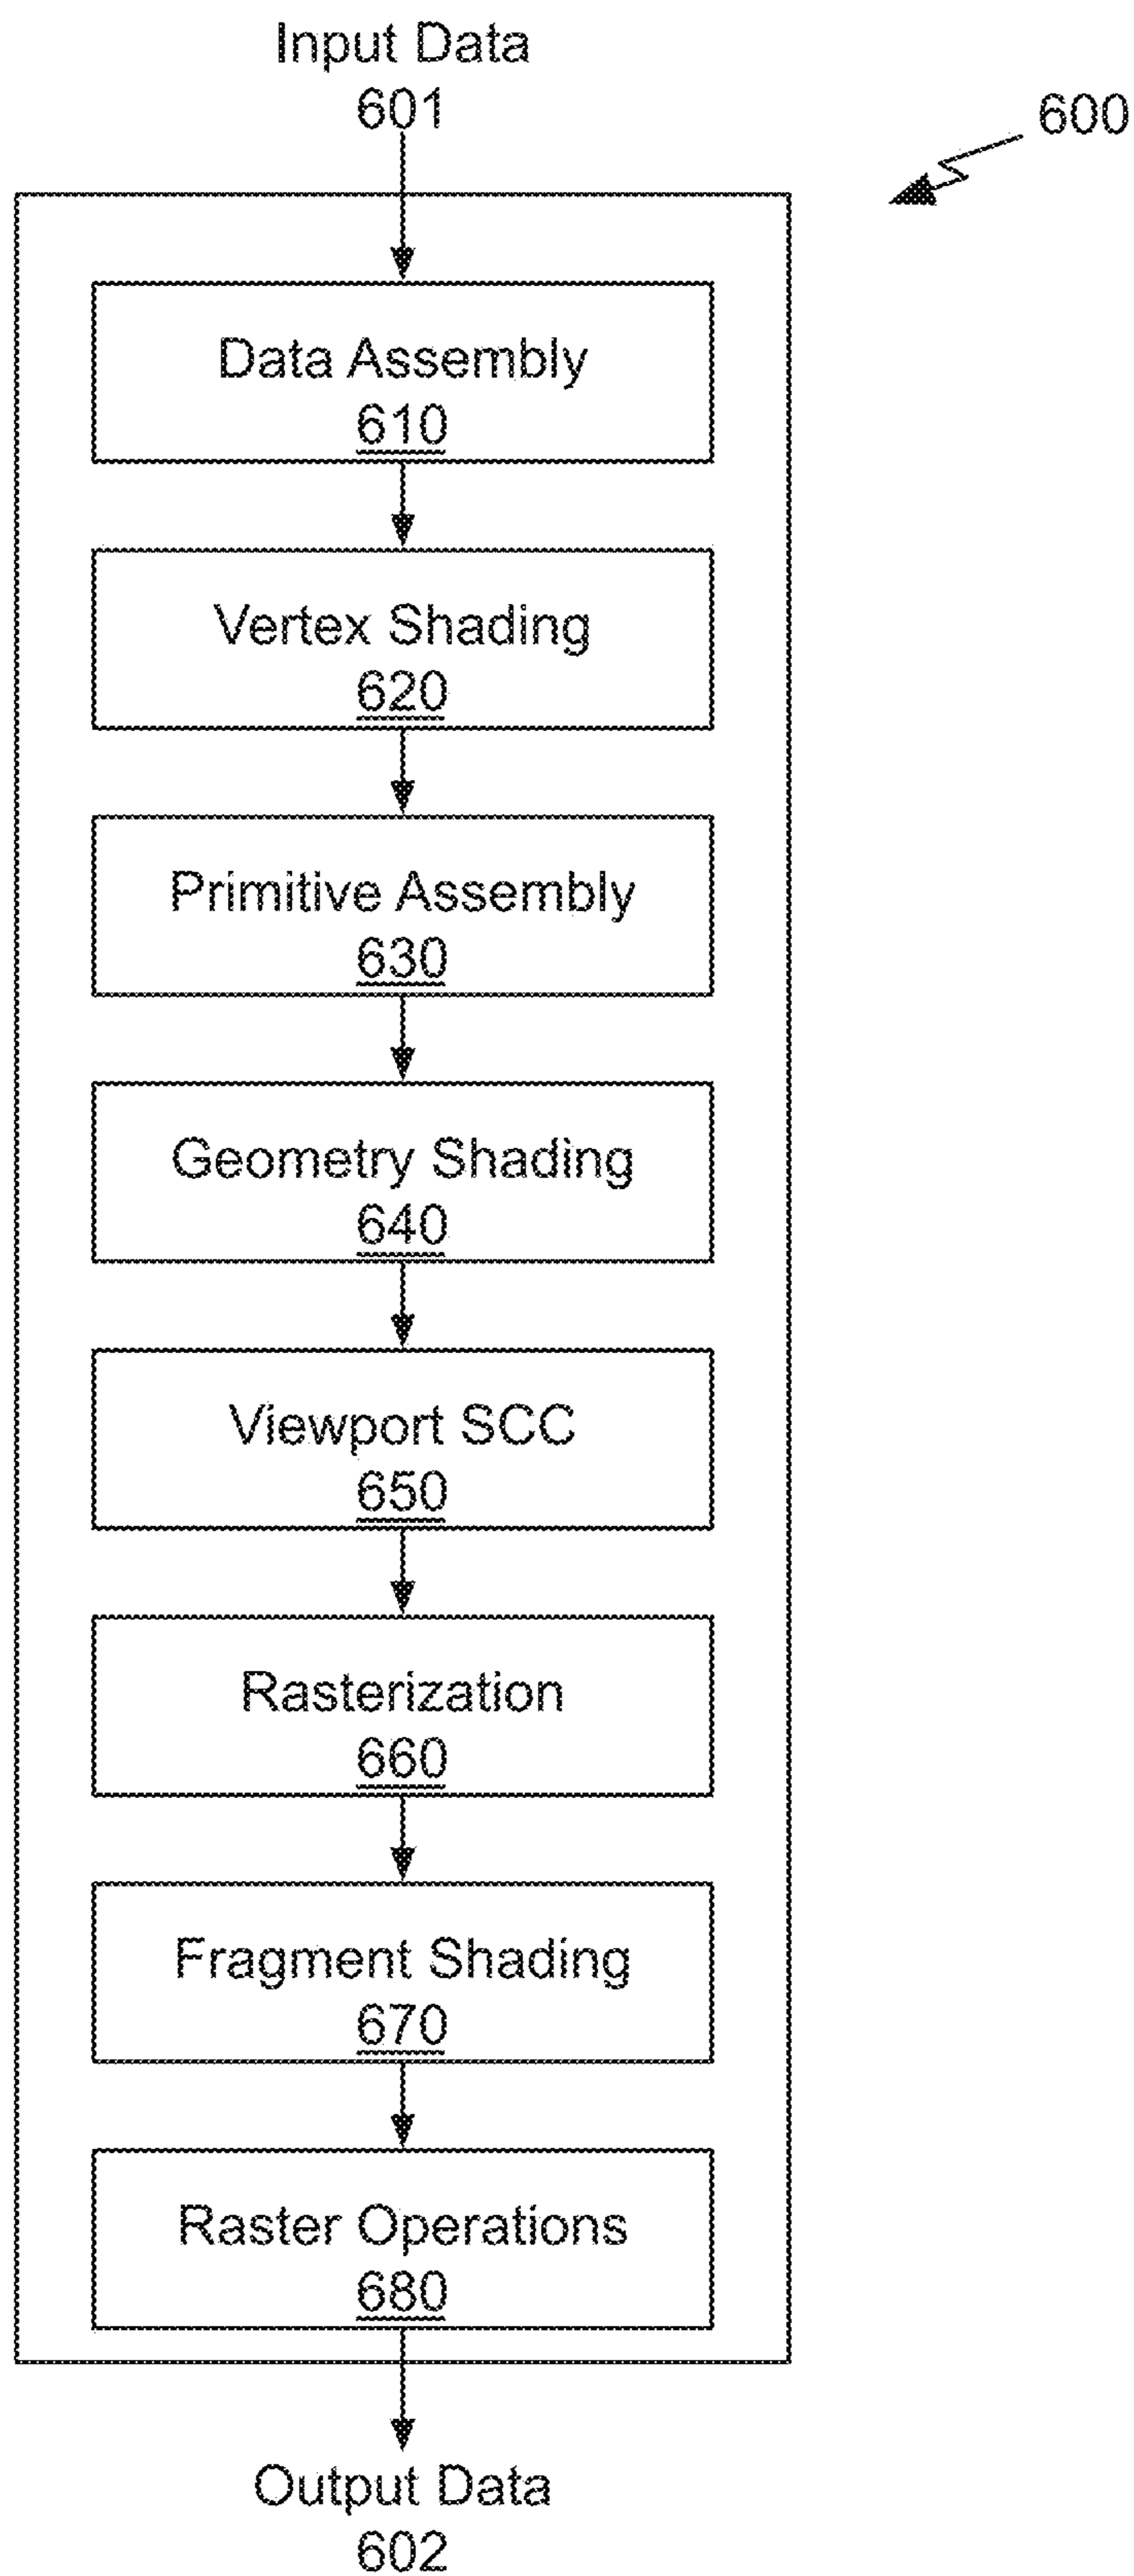 Input Data
601
600
Data Assembly
610
Vertex Shading
620
Primitive Assembly
630
Geometry Shading
640
Viewport SCC
650
Rasterization
660
Fragment Shading
670
Raster Operations
680
Output Data
602